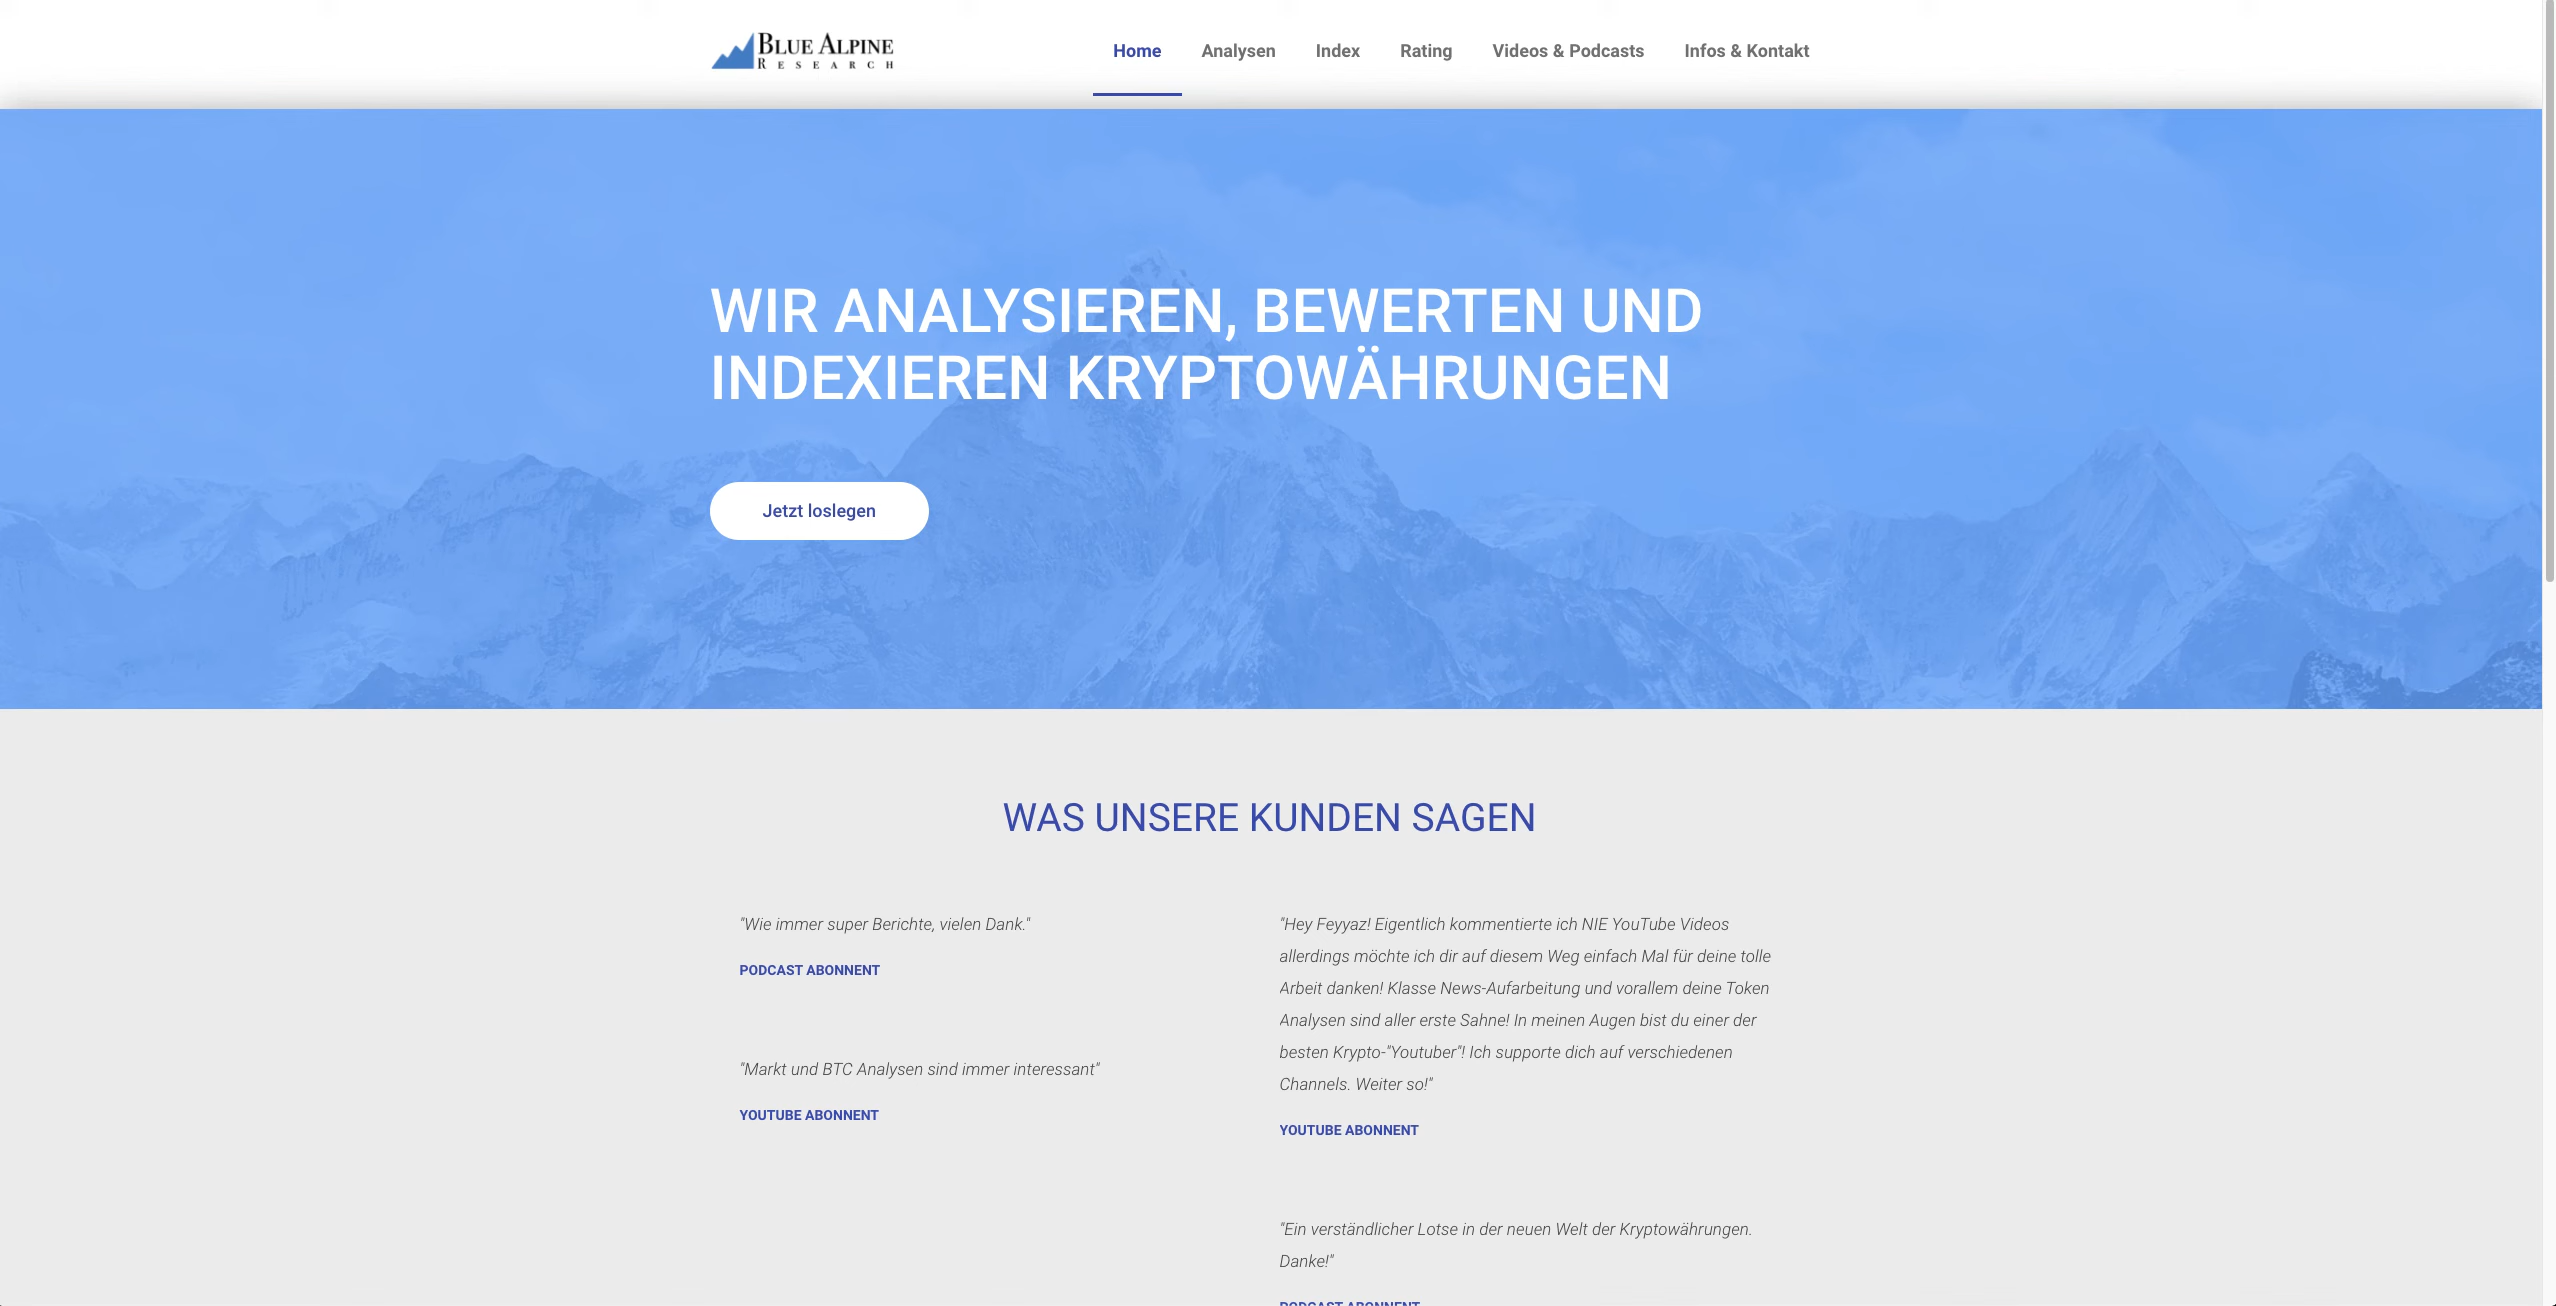 BLUE ALPINE
RESEARCH
Home
Analysen
Index
Rating
Videos & Podcasts
Infos & Kontakt
WIR ANALYSIEREN, BEWERTEN UND
INDEXIEREN KRYPTOWÄHRUNGEN
Jetzt loslegen
WAS UNSERE KUNDEN SAGEN
"Wie immer super Berichte, vielen Dank."
PODCAST ABONNENT
"Markt und BTC Analysen sind immer interessant"
YOUTUBE ABONNENT
"Hey Feyyaz! Eigentlich kommentierte ich NIE YouTube Videos
allerdings möchte ich dir auf diesem Weg einfach Mal für deine tolle
Arbeit danken! Klasse News-Aufarbeitung und vorallem deine Token
Analysen sind aller erste Sahne! In meinen Augen bist du einer der
besten Krypto-"Youtuber"! Ich supporte dich auf verschiedenen
Channels. Weiter so!"
YOUTUBE ABONNENT
"Ein verständlicher Lotse in der neuen Welt der Kryptowährungen.
Danke!"
PODCAST ABONNENT